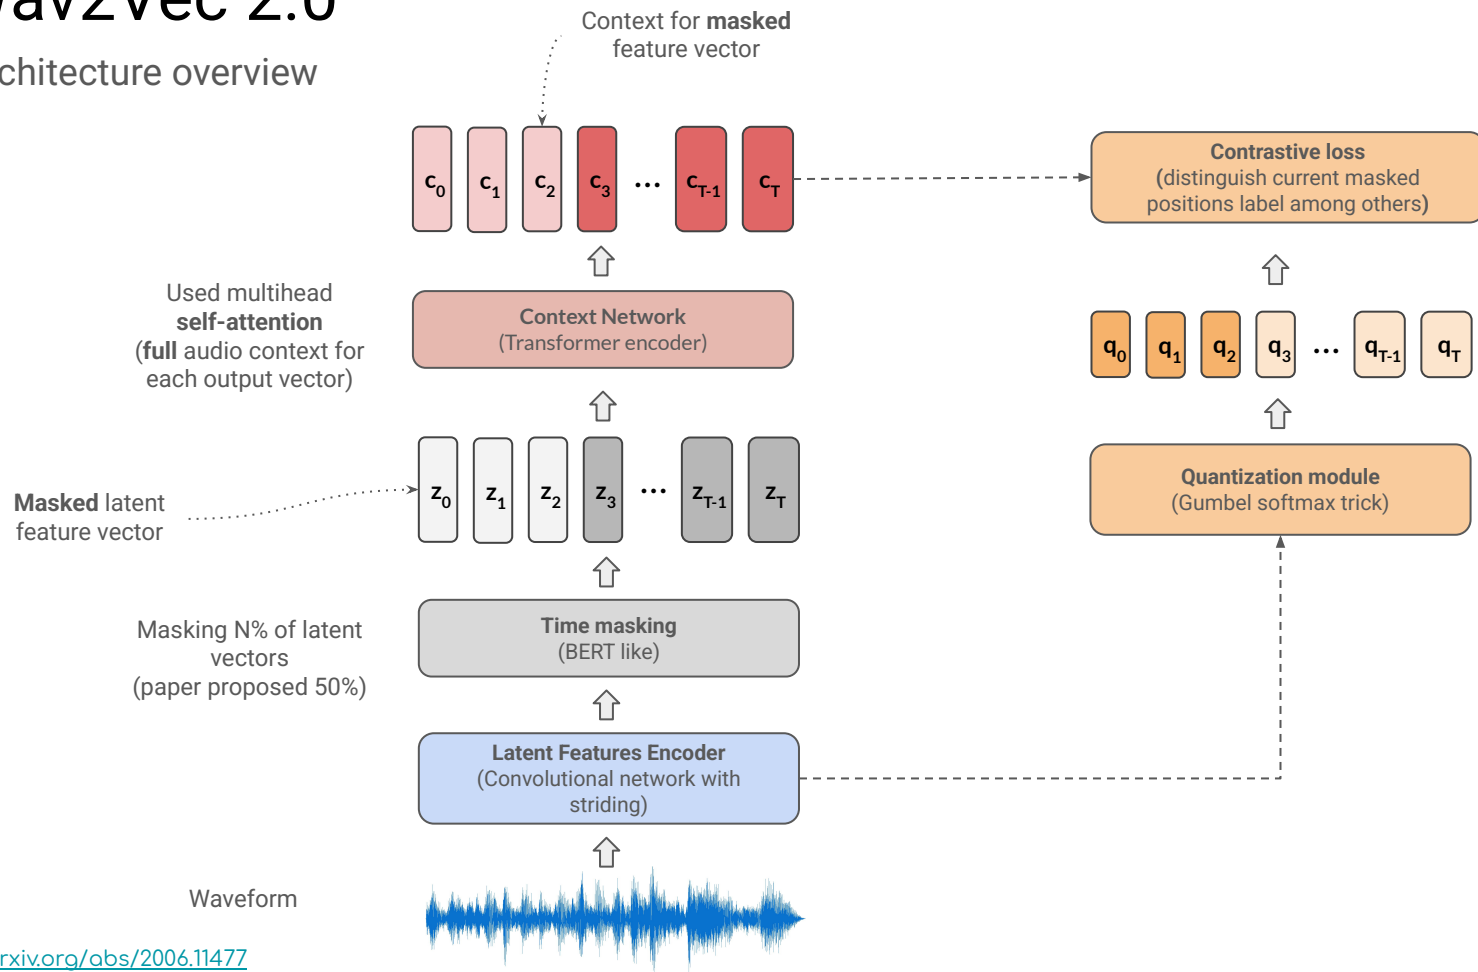 Wav2Vec 2.0
chitecture overview
Context for masked
feature vector
c0 c1 c2 c3 ... cT-1 cT
Contrastive loss
(distinguish current masked
positions label among others)
Used multihead
self-attention
(full audio context for
each output vector)
Context Network
(Transformer encoder)
q0 q1 q2 q3 ... qT-1 qT
Masked latent
feature vector
z0 z1 z2 z3 ... zT-1 zT
Quantization module
(Gumbel softmax trick)
Masking N% of latent
vectors
(paper proposed 50%)
Time masking
(BERT like)
Latent Features Encoder
(Convolutional network with
striding)
Waveform
rxiv.org/abs/2006.11477